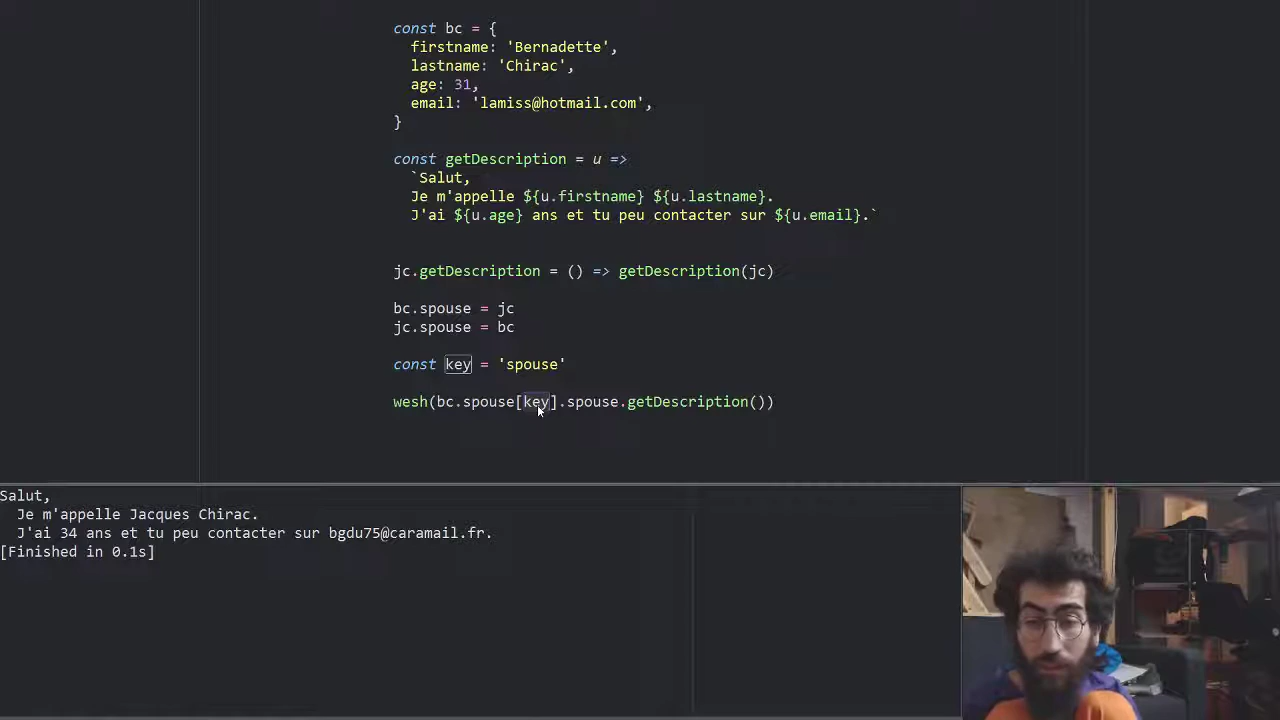 const bc = {
firstname: 'Bernadette',
lastname: 'Chirac',
age: 31,
email: 'lamiss@hotmail.com',
}
const getDescription = u =>
`Salut,
Je m'appelle ${u.firstname} ${u.lastname}.
J'ai ${u.age} ans et tu peu contacter sur ${u.email}.`
jc.getDescription = () => getDescription(jc)
bc.spouse = jc
jc.spouse = bc
const key = 'spouse'
wesh(bc.spouse[key].spouse.getDescription())
Salut,
Je m'appelle Jacques Chirac.
J'ai 34 ans et tu peu contacter sur bgdu75@caramail.fr.
[Finished in 0.1s]